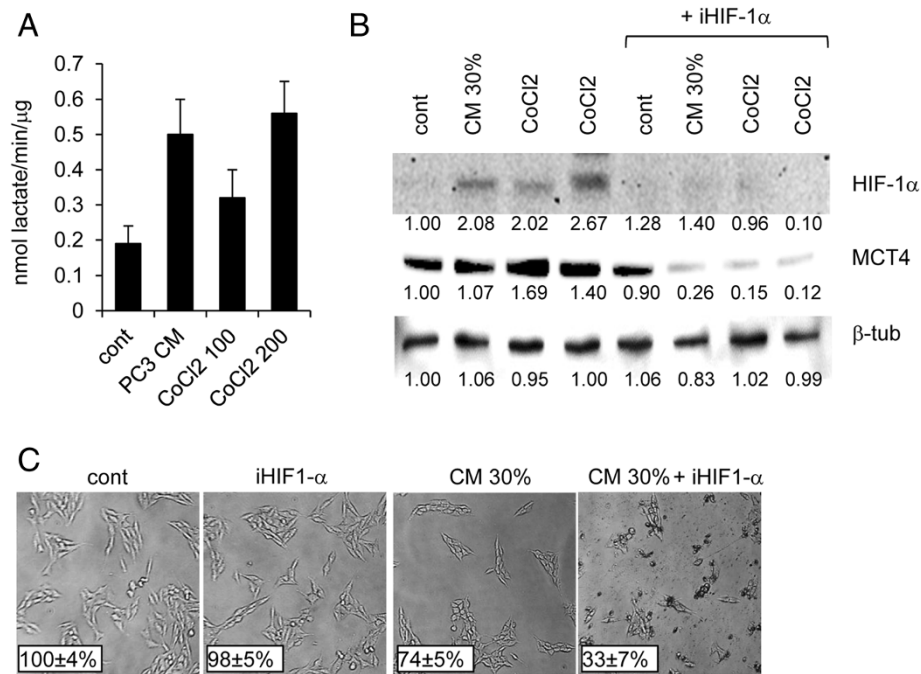 A
nmol lactate/min/µg
0.7
0.6
0.5
0.4
0.3
0.2
0.1
0
cont
PC3 CM
CoCl2 100
CoCl2 200
B
+ iHIF-1α
cont
CM 30%
CoCl2
CoCl2
cont
CM 30%
CoCl2
CoCl2
HIF-1α
1.00 2.08 2.02 2.67 1.28 1.40 0.96 0.10
MCT4
1.00 1.07 1.69 1.40 0.90 0.26 0.15 0.12
β-tub
1.00 1.06 0.95 1.00 1.06 0.83 1.02 0.99
C
cont
iHIF1-α
CM 30%
CM 30% + iHIF1-α
100±4%
98±5%
74±5%
33±7%